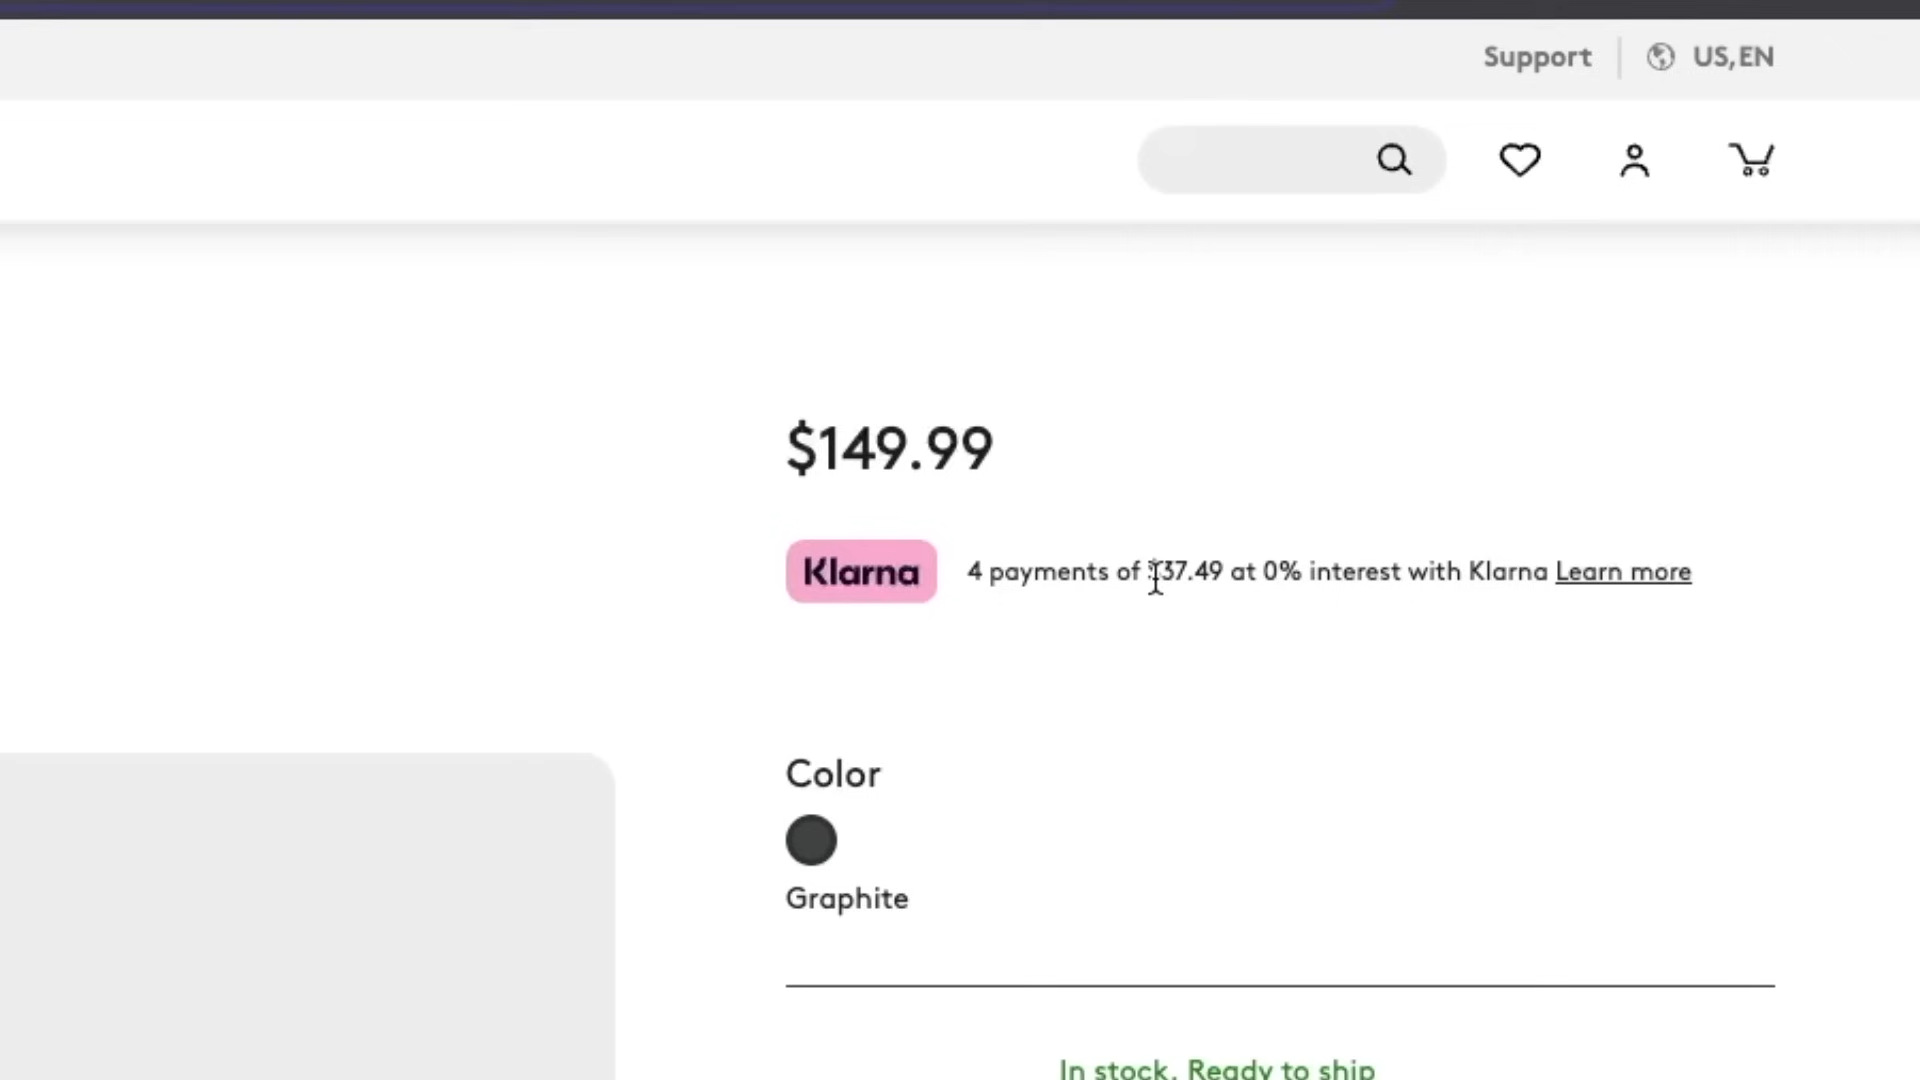 Support
US,EN
$149.99
Klarna
4 payments of $37.49 at 0% interest with Klarna Learn more
Color
Graphite
In stock. Ready to ship